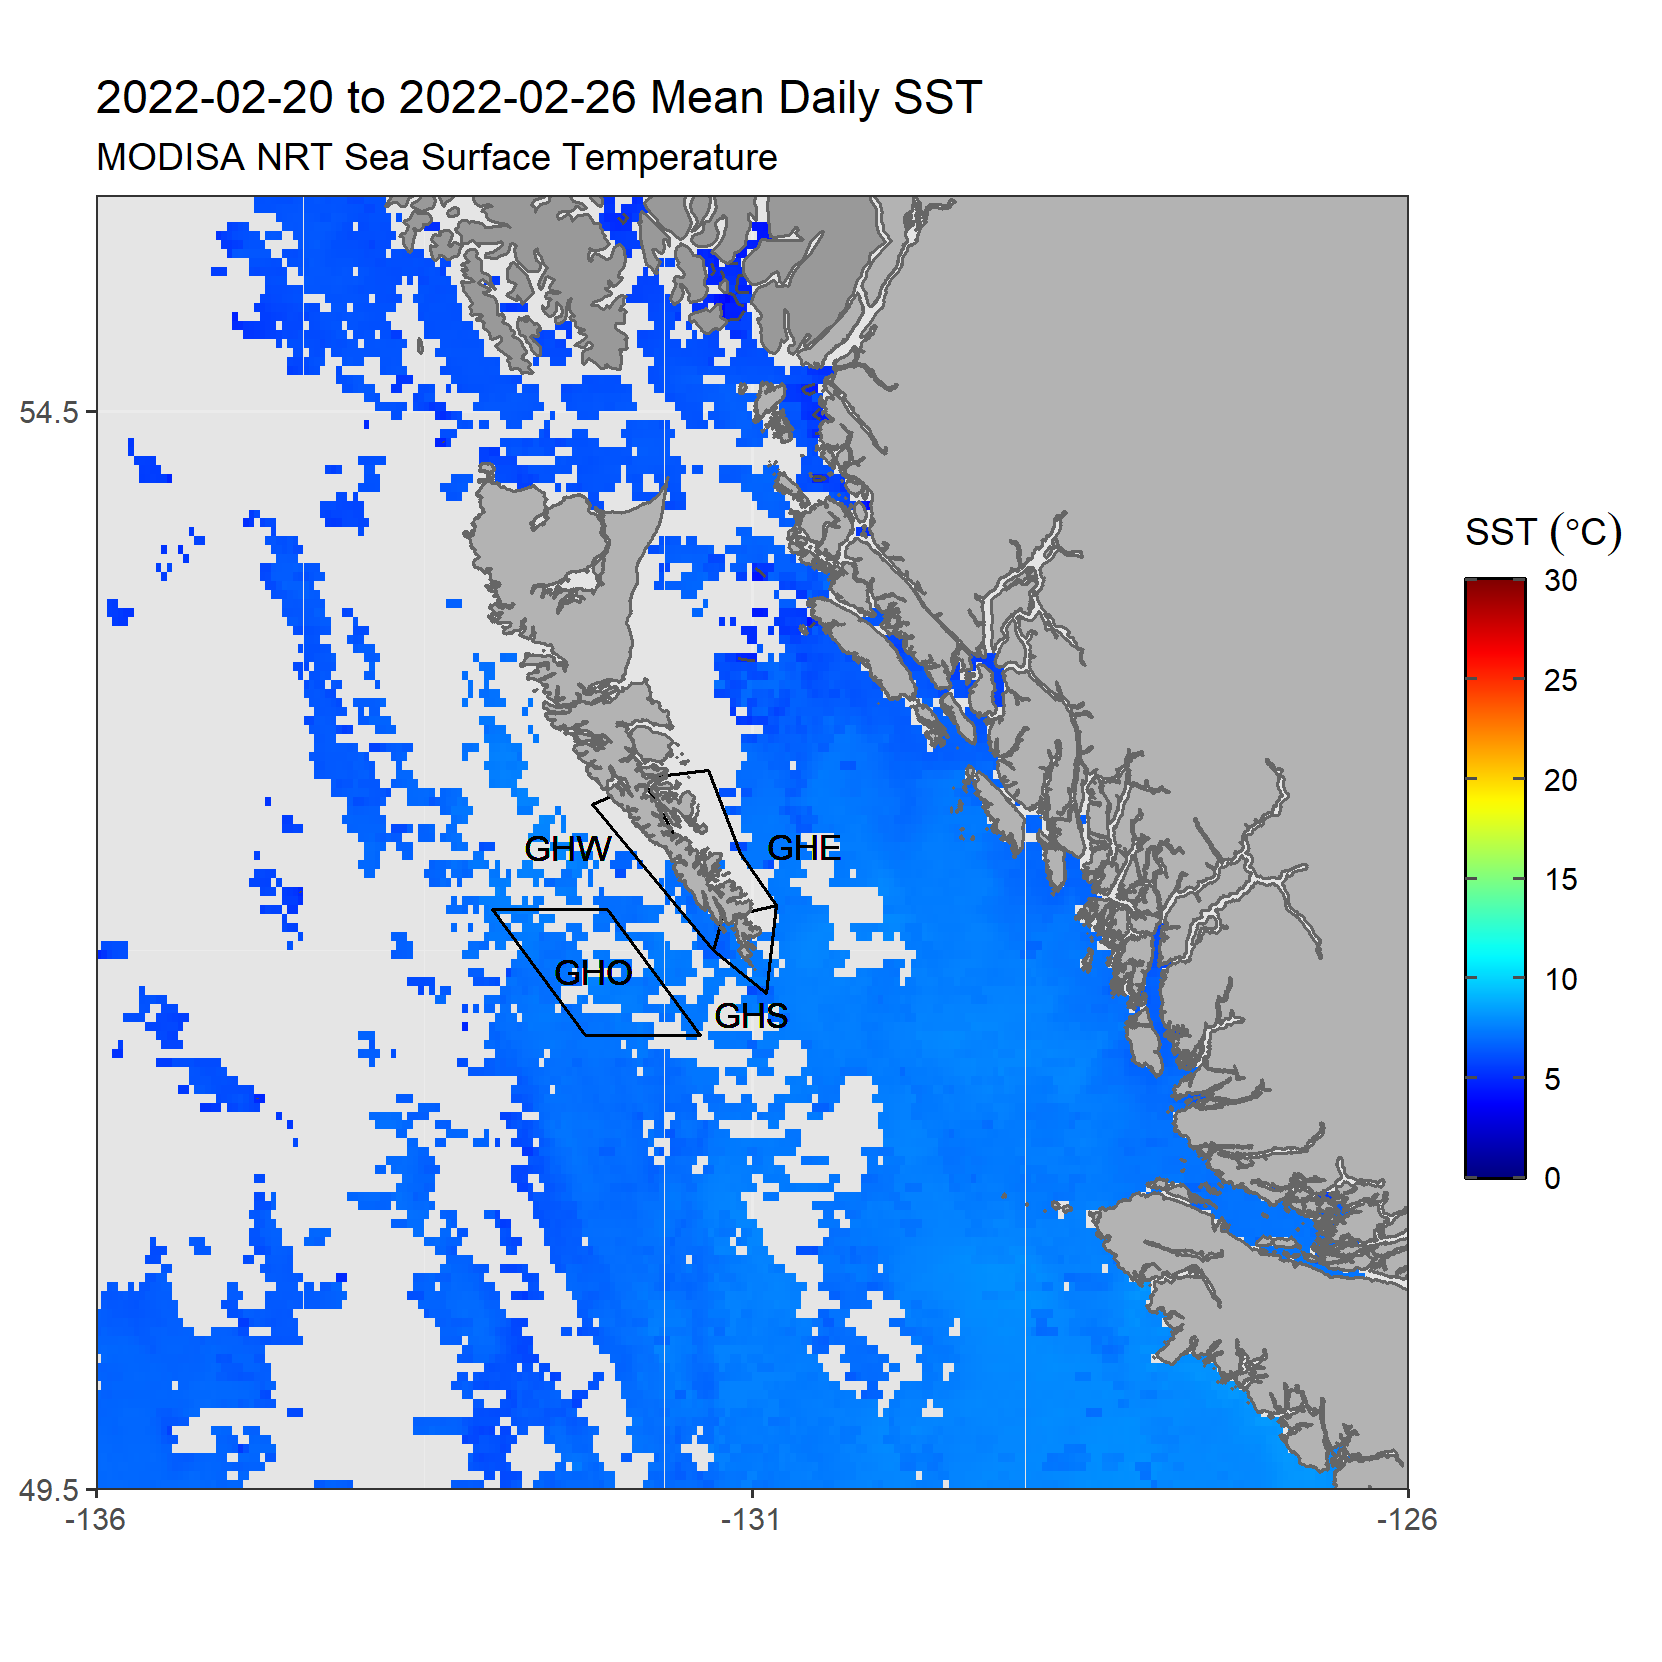 2022-02-20 to 2022-02-26 Mean Daily SST
MODISA NRT Sea Surface Temperature
54.5
49.5
-136
-131
-126
GHW
GHE
GHO
GHS
SST (°C)
30
25
20
15
10
5
0